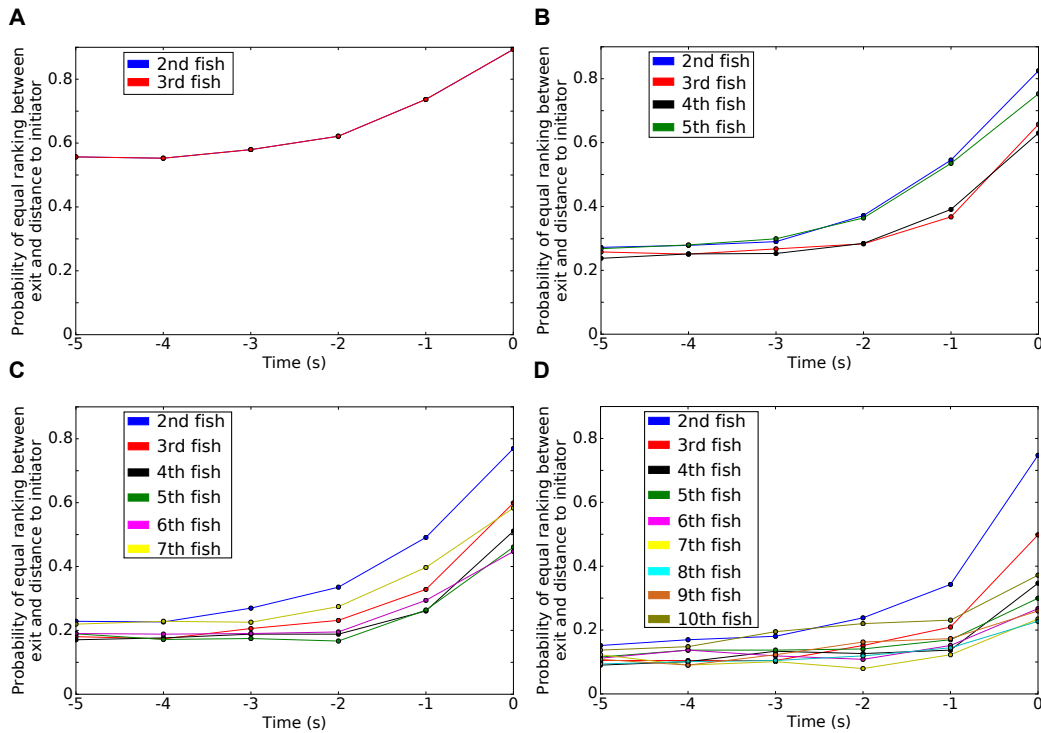 A
Probability of equal ranking between
exit and distance to initiator
0.8
0.6
0.4
0.2
0
2nd fish
3rd fish
-5 -4 -3 -2 -1 0
Time (s)
B
Probability of equal ranking between
exit and distance to initiator
0.8
0.6
0.4
0.2
0
2nd fish
3rd fish
4th fish
5th fish
-5 -4 -3 -2 -1 0
Time (s)
C
Probability of equal ranking between
exit and distance to initiator
0.8
0.6
0.4
0.2
0
2nd fish
3rd fish
4th fish
5th fish
6th fish
7th fish
-5 -4 -3 -2 -1 0
Time (s)
D
Probability of equal ranking between
exit and distance to initiator
0.8
0.6
0.4
0.2
0
2nd fish
3rd fish
4th fish
5th fish
6th fish
7th fish
8th fish
9th fish
10th fish
-5 -4 -3 -2 -1 0
Time (s)